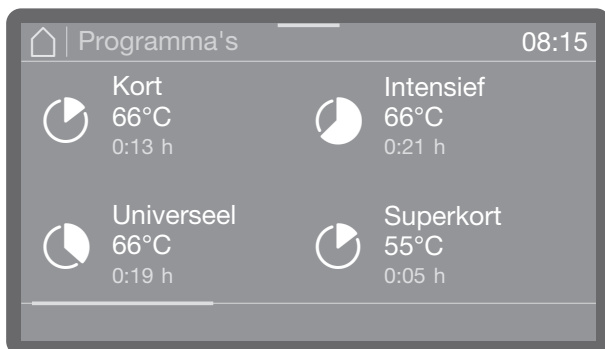 Programma's 08:15
Kort
66°C
0:13 h
Intensief
66°C
0:21 h
Universeel
66°C
0:19 h
Superkort
55°C
0:05 h